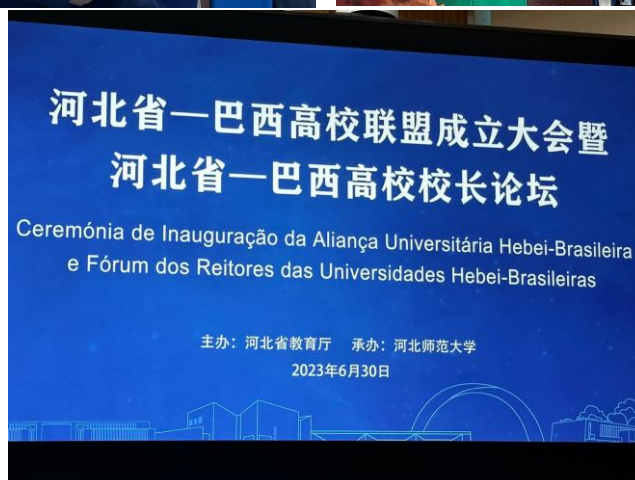 河北省—巴西高校联盟成立大会暨
河北省—巴西高校校长论坛
Ceremónia de Inauguração da Aliança Universitária Hebei-Brasileira
e Fórum dos Reitores das Universidades Hebei-Brasileiras
主办：河北省教育厅 承办：河北师范大学
2023年6月30日